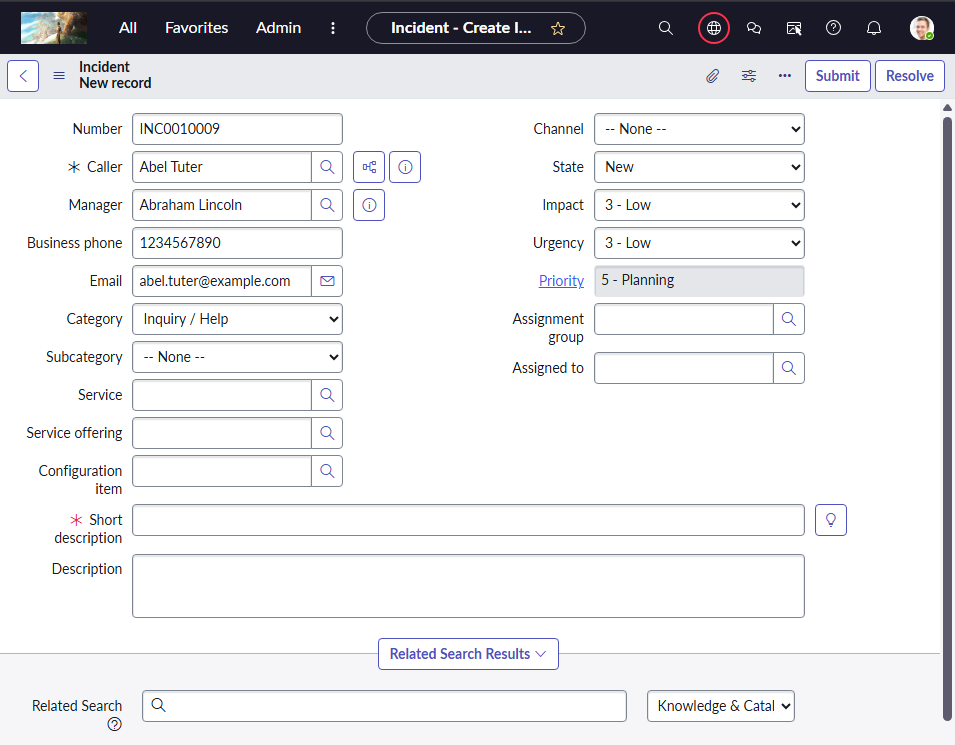 All Favorites Admin Incident - Create I...
Incident
New record
Submit Resolve
Number INC0010009
Channel -- None --
Caller Abel Tuter
State New
Manager Abraham Lincoln
Impact 3 - Low
Business phone 1234567890
Urgency 3 - Low
Email abel.tuter@example.com
Priority 5 - Planning
Category Inquiry / Help
Assignment
group
Subcategory -- None --
Assigned to
Service
Service offering
Configuration
item
Short
description
Description
Related Search Results
Related Search
Knowledge & Catal